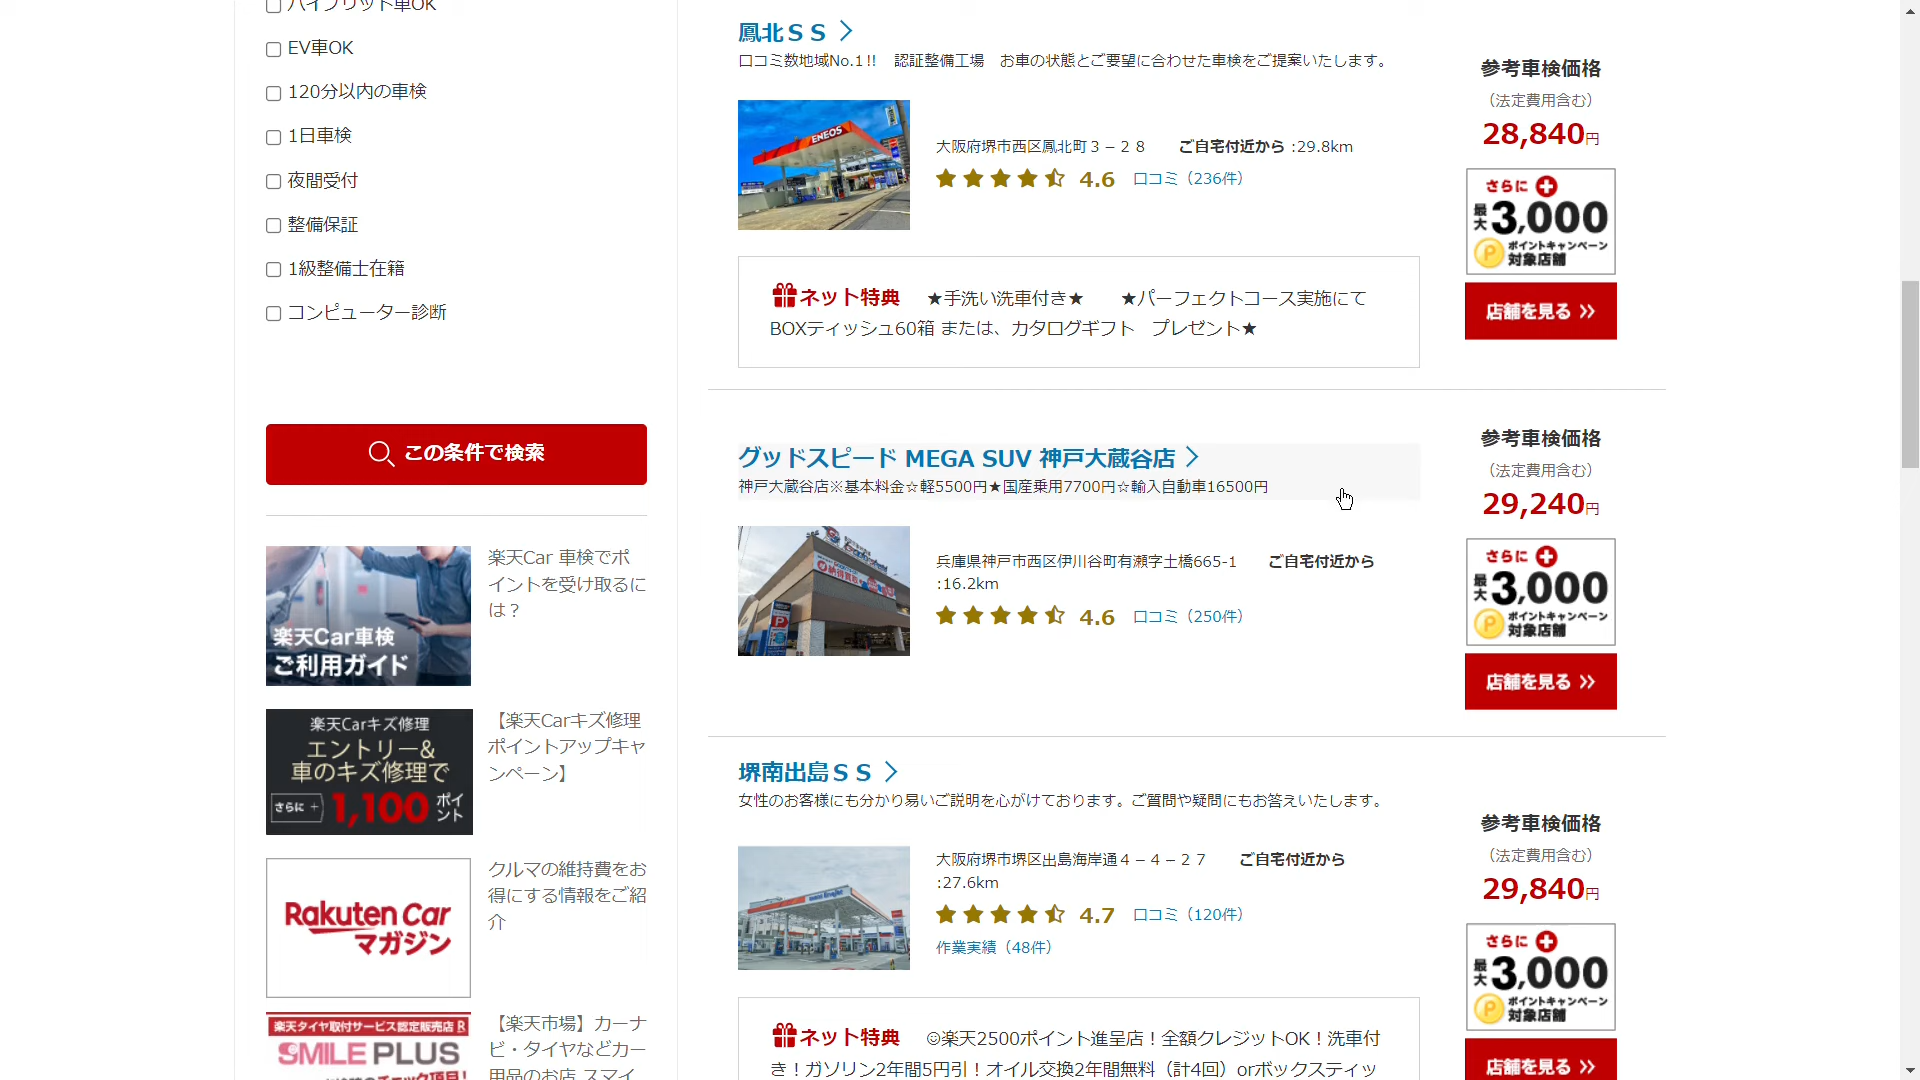 ハイブリッド車OK
EV車OK
120分以内の車検
1日車検
夜間受付
整備保証
1級整備士在籍
コンピューター診断
この条件で検索
楽天Car車検
ご利用ガイド
楽天Car 車検でポ
イントを受け取るに
は？
楽天Carキズ修理
エントリー&
車のキズ修理で
さらに + 1,100 ポイント
【楽天Carキズ修理
ポイントアップキャ
ンペーン】
Rakuten Car
マガジン
クルマの維持費をお
得にする情報をご紹
介
楽天タイヤ取付サービス認定販売店 R
SMILE PLUS
【楽天市場】カーナ
ビ・タイヤなどカー
用品のお店 スマイ
鳳北ＳＳ
口コミ数地域No.1!!　認証整備工場　お車の状態とご要望に合わせた車検をご提案いたします。
ENEOS
大阪府堺市西区鳳北町３－２８　ご自宅付近から :29.8km
4.6 口コミ（236件）
ネット特典　★手洗い洗車付き★　　★パーフェクトコース実施にて
BOXティッシュ60箱 または、カタログギフト　プレゼント★
参考車検価格
（法定費用含む）
28,840円
さらに
最大3,000
P ポイントキャンペーン
対象店舗
店舗を見る
グッドスピード MEGA SUV 神戸大蔵谷店
神戸大蔵谷店※基本料金☆軽5500円★国産乗用7700円☆輸入自動車16500円
兵庫県神戸市西区伊川谷町有瀬字土橋665-1　ご自宅付近から
:16.2km
4.6 口コミ（250件）
参考車検価格
（法定費用含む）
29,240円
さらに
最大3,000
P ポイントキャンペーン
対象店舗
店舗を見る
堺南出島ＳＳ
女性のお客様にも分かり易いご説明を心がけております。ご質問や疑問にもお答えいたします。
大阪府堺市堺区出島海岸通４－４－２７　ご自宅付近から
:27.6km
4.7 口コミ（120件）
作業実績（48件）
ネット特典　☺楽天2500ポイント進呈店！全額クレジットOK！洗車付
き！ガソリン2年間5円引！オイル交換2年間無料（計4回）orボックスティッ
参考車検価格
（法定費用含む）
29,840円
さらに
最大3,000
P ポイントキャンペーン
対象店舗
店舗を見る